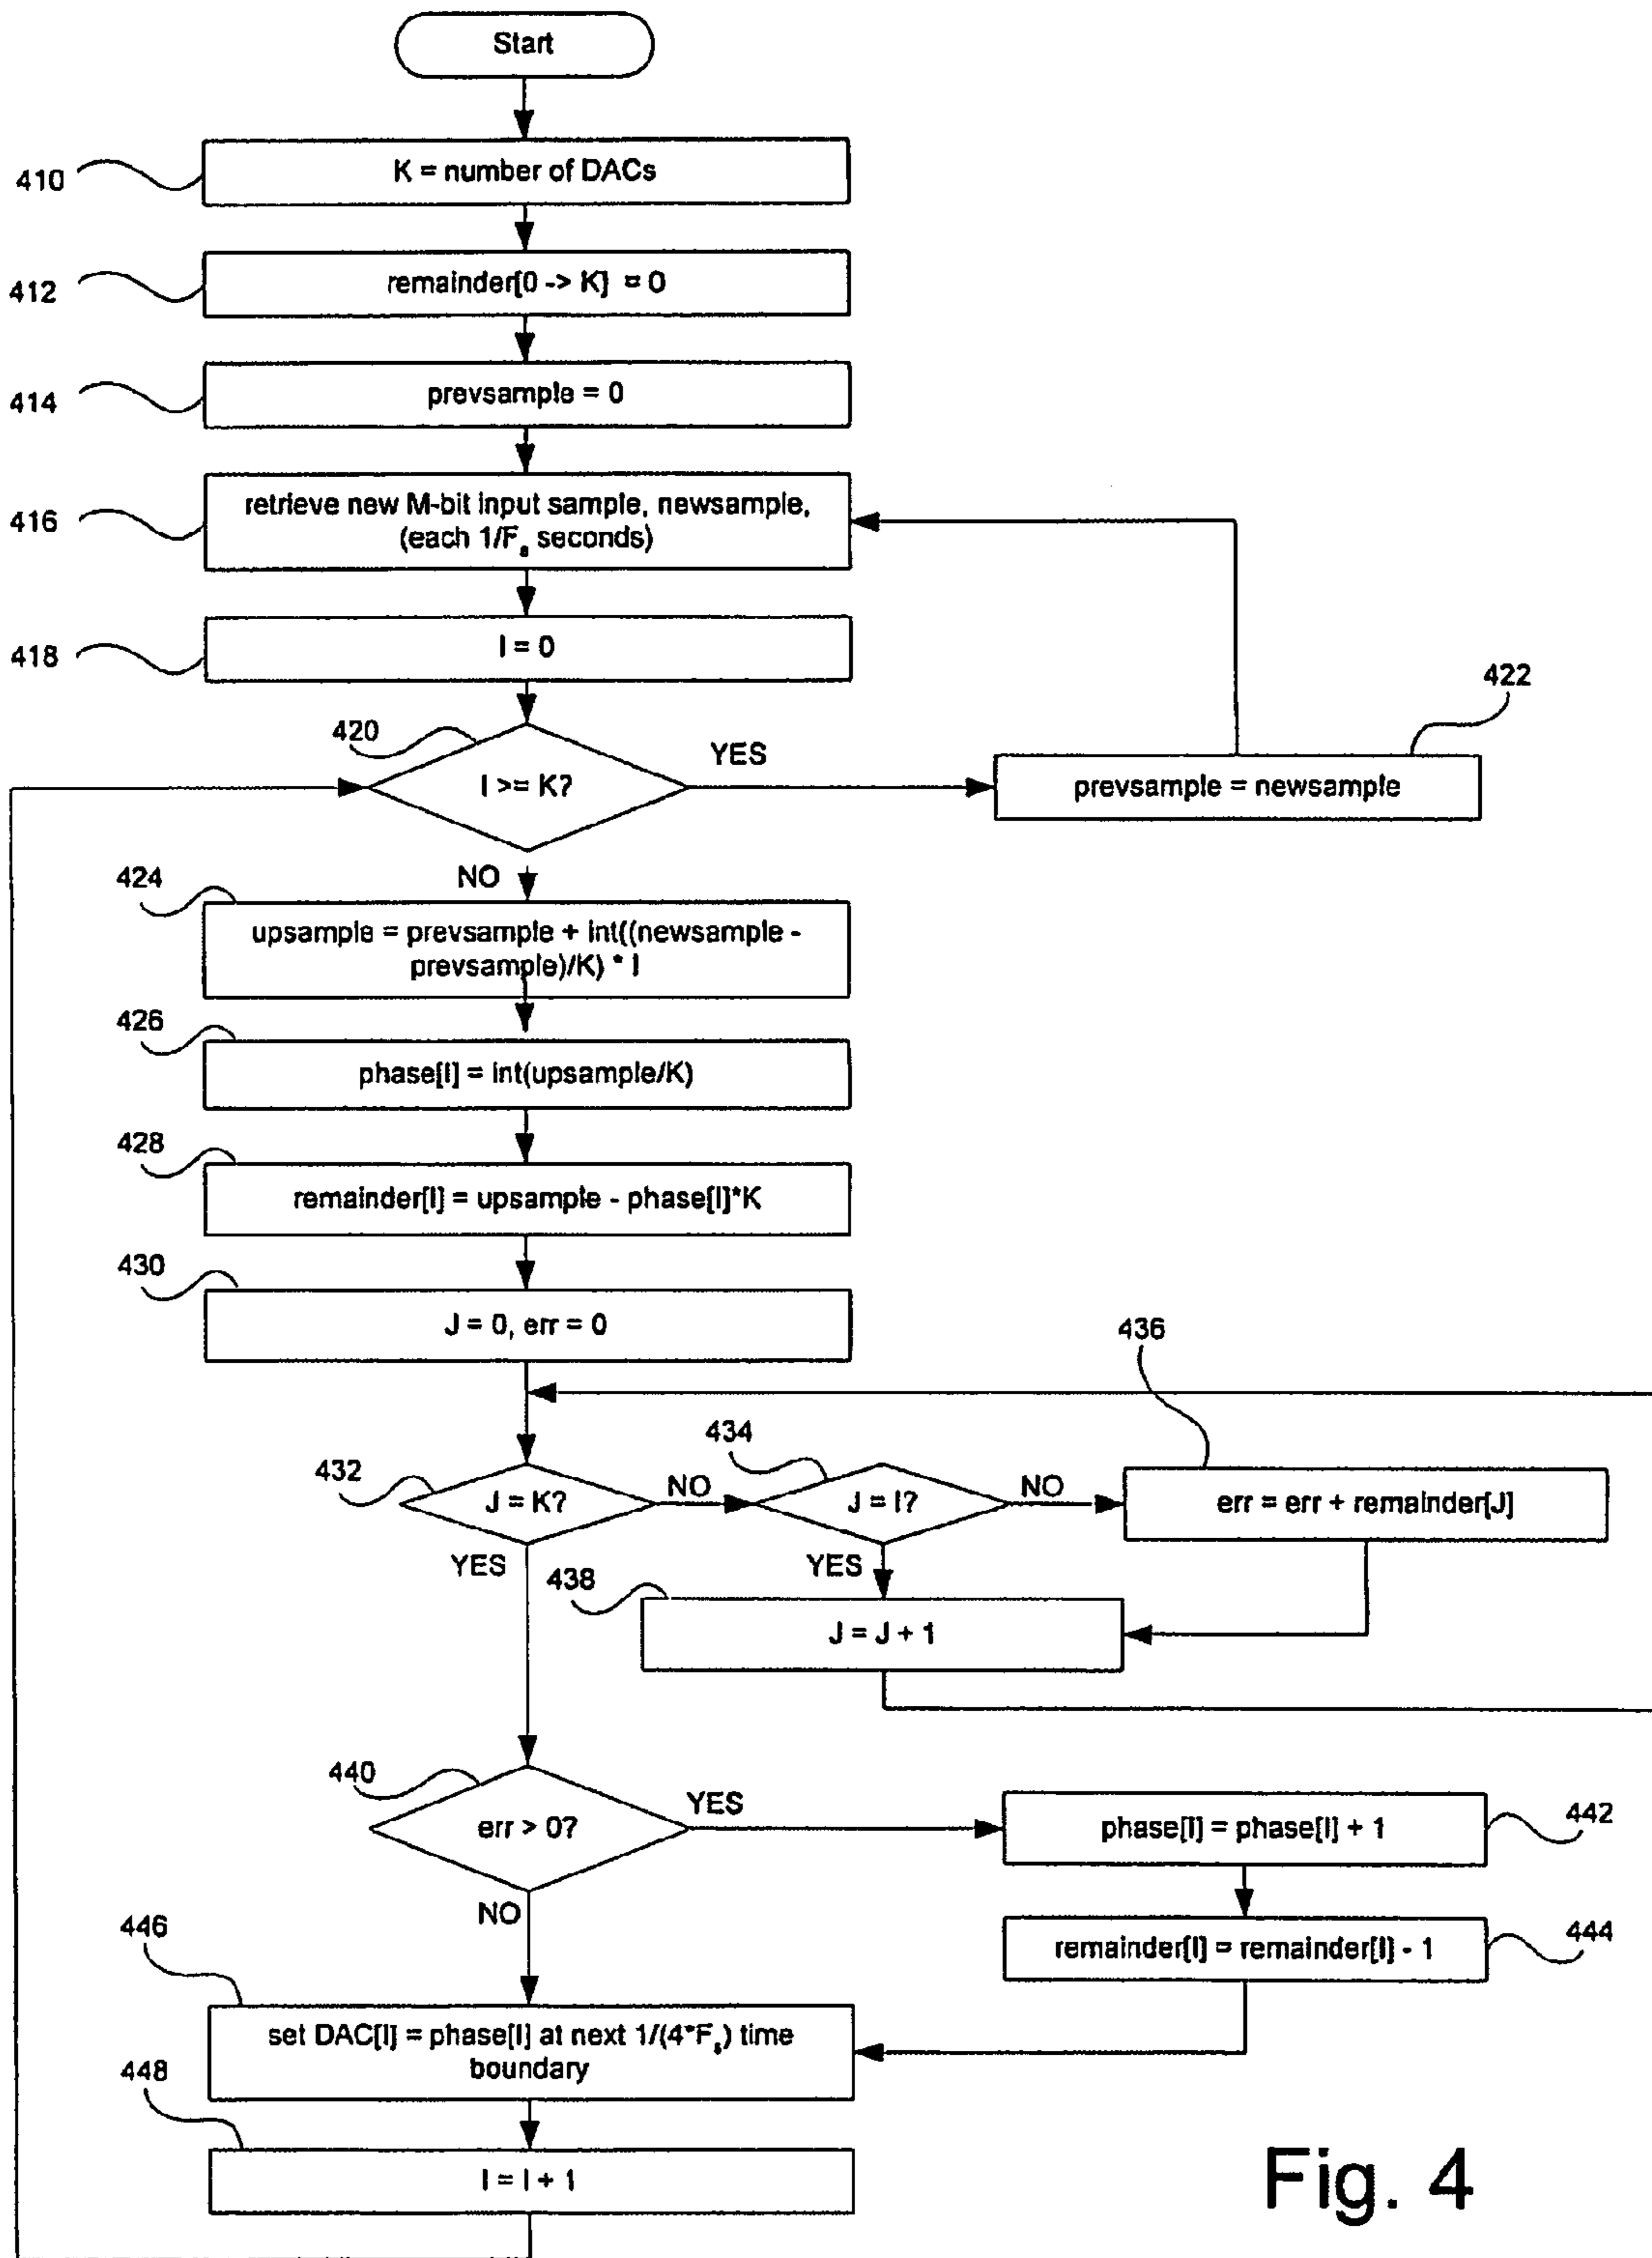 Start
410
K = number of DACs
412
remainder[0 -> K] = 0
414
prevsample = 0
416
retrieve new M-bit input sample, newsample,
(each 1/Fs seconds)
418
I = 0
420
I >= K?
YES
422
prevsample = newsample
NO
424
upsample = prevsample + int((newsample -
prevsample)/K) * I
426
phase[I] = int(upsample/K)
428
remainder[I] = upsample - phase[I]*K
430
J = 0, err = 0
432
J = K?
NO
434
J = I?
NO
436
err = err + remainder[J]
YES
YES
438
J = J + 1
440
err > 0?
YES
442
phase[I] = phase[I] + 1
NO
444
remainder[I] = remainder[I] - 1
446
set DAC[I] = phase[I] at next 1/(4*Fs) time
boundary
448
I = I + 1
Fig. 4